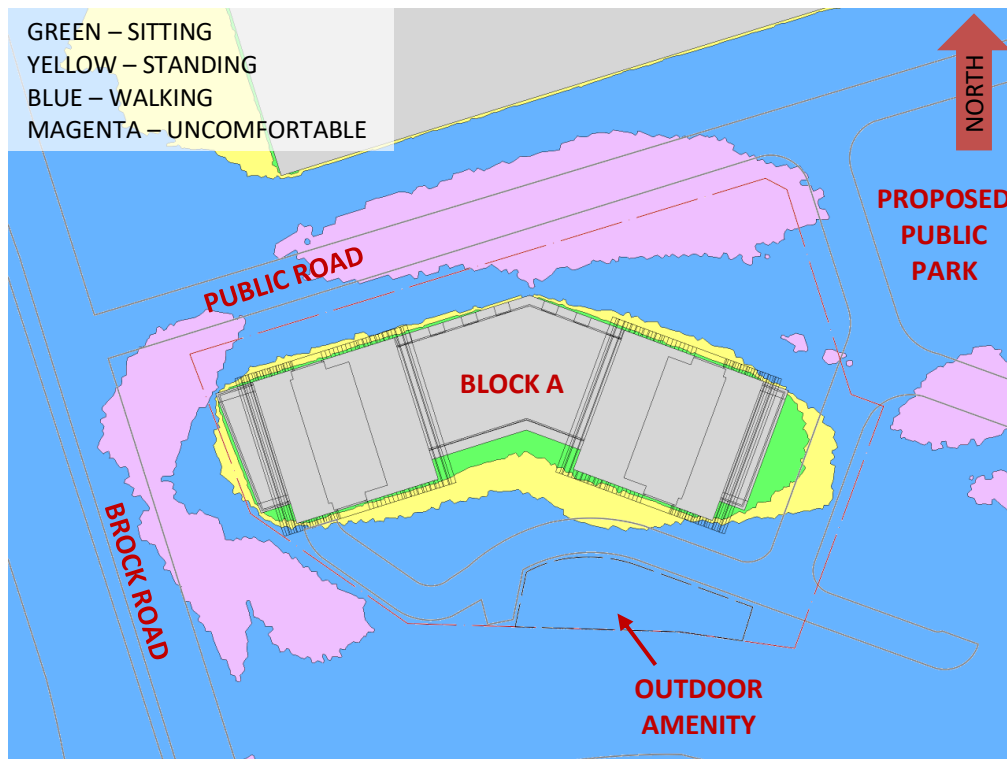 GREEN – SITTING
YELLOW – STANDING
BLUE – WALKING
MAGENTA – UNCOMFORTABLE
NORTH
PROPOSED
PUBLIC
PARK
PUBLIC ROAD
BLOCK A
BROCK ROAD
OUTDOOR
AMENITY